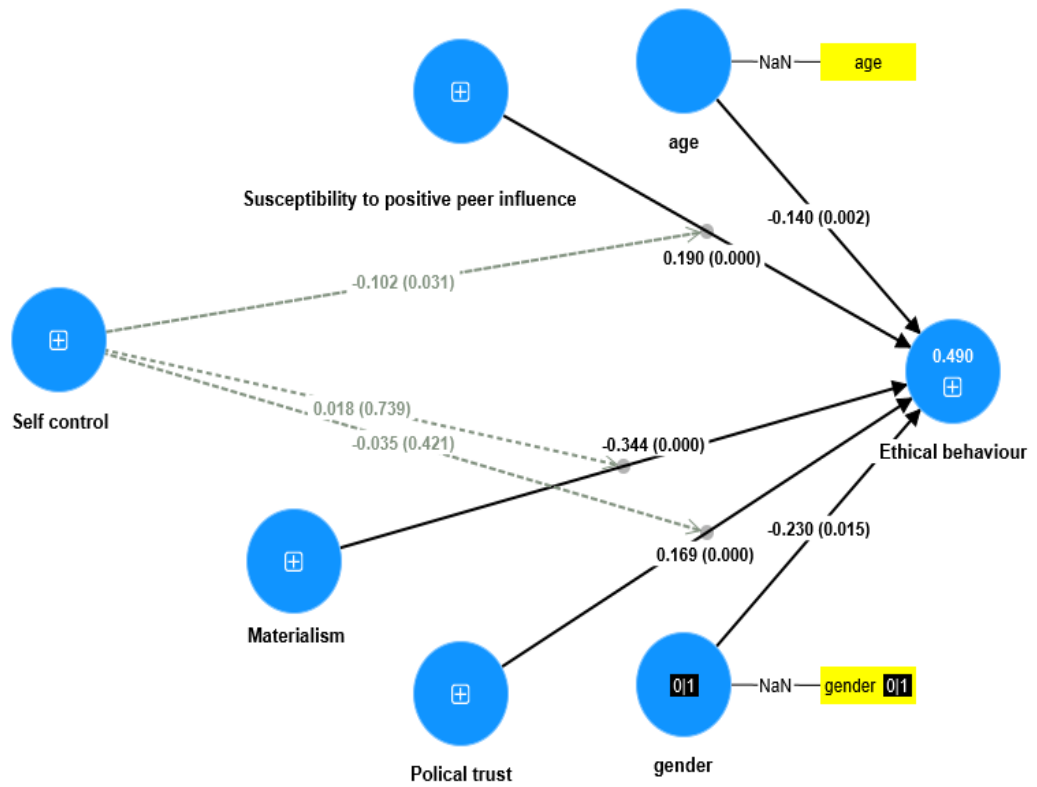 NaN
age
age
Susceptibility to positive peer influence
-0.140 (0.002)
0.190 (0.000)
-0.102 (0.031)
0.490
Self control
0.018 (0.739)
-0.035 (0.421)
-0.344 (0.000)
Ethical behaviour
-0.230 (0.015)
0.169 (0.000)
Materialism
0|1
NaN
gender 0|1
Polical trust
gender